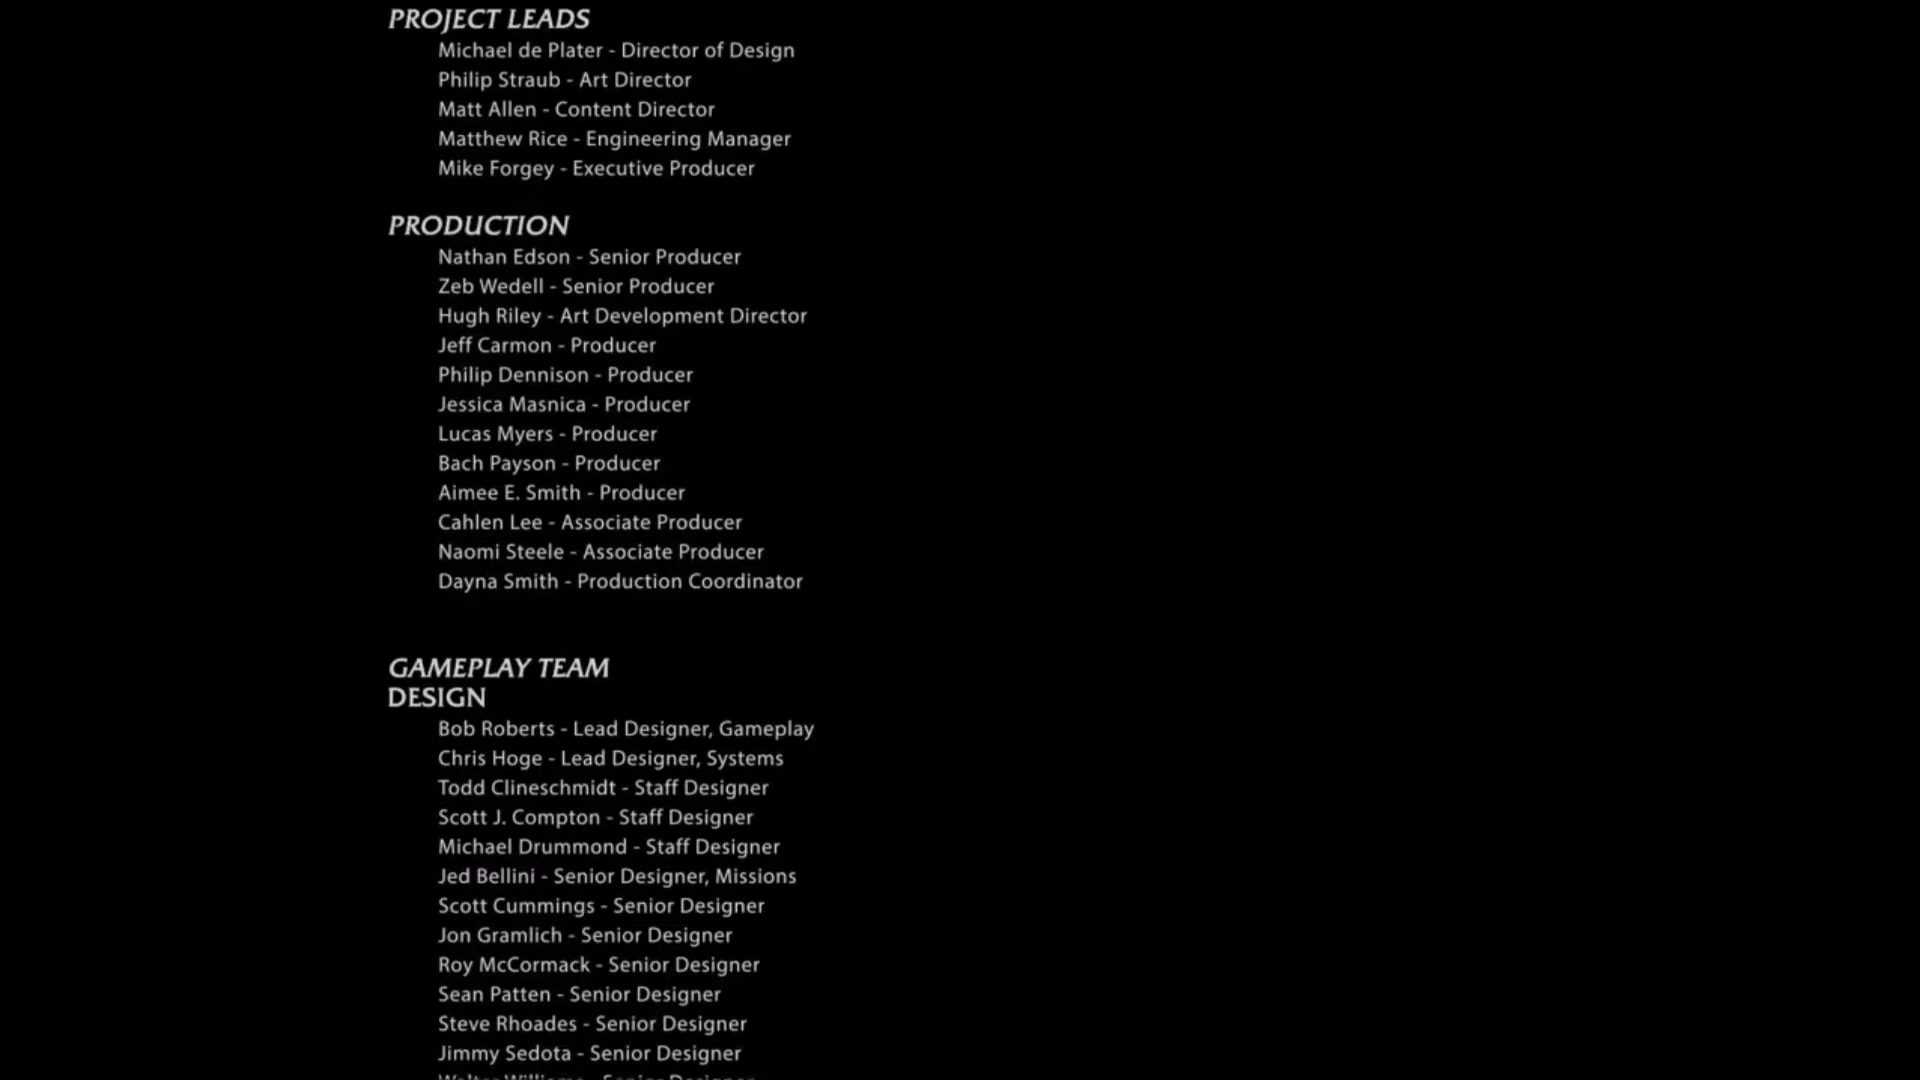 PROJECT LEADS
Michael de Plater - Director of Design
Philip Straub - Art Director
Matt Allen - Content Director
Matthew Rice - Engineering Manager
Mike Forgey - Executive Producer
PRODUCTION
Nathan Edson - Senior Producer
Zeb Wedell - Senior Producer
Hugh Riley - Art Development Director
Jeff Carmon - Producer
Philip Dennison - Producer
Jessica Masnica - Producer
Lucas Myers - Producer
Bach Payson - Producer
Aimee E. Smith - Producer
Cahlen Lee - Associate Producer
Naomi Steele - Associate Producer
Dayna Smith - Production Coordinator
GAMEPLAY TEAM
DESIGN
Bob Roberts - Lead Designer, Gameplay
Chris Hoge - Lead Designer, Systems
Todd Clineschmidt - Staff Designer
Scott J. Compton - Staff Designer
Michael Drummond - Staff Designer
Jed Bellini - Senior Designer, Missions
Scott Cummings - Senior Designer
Jon Gramlich - Senior Designer
Roy McCormack - Senior Designer
Sean Patten - Senior Designer
Steve Rhoades - Senior Designer
Jimmy Sedota - Senior Designer